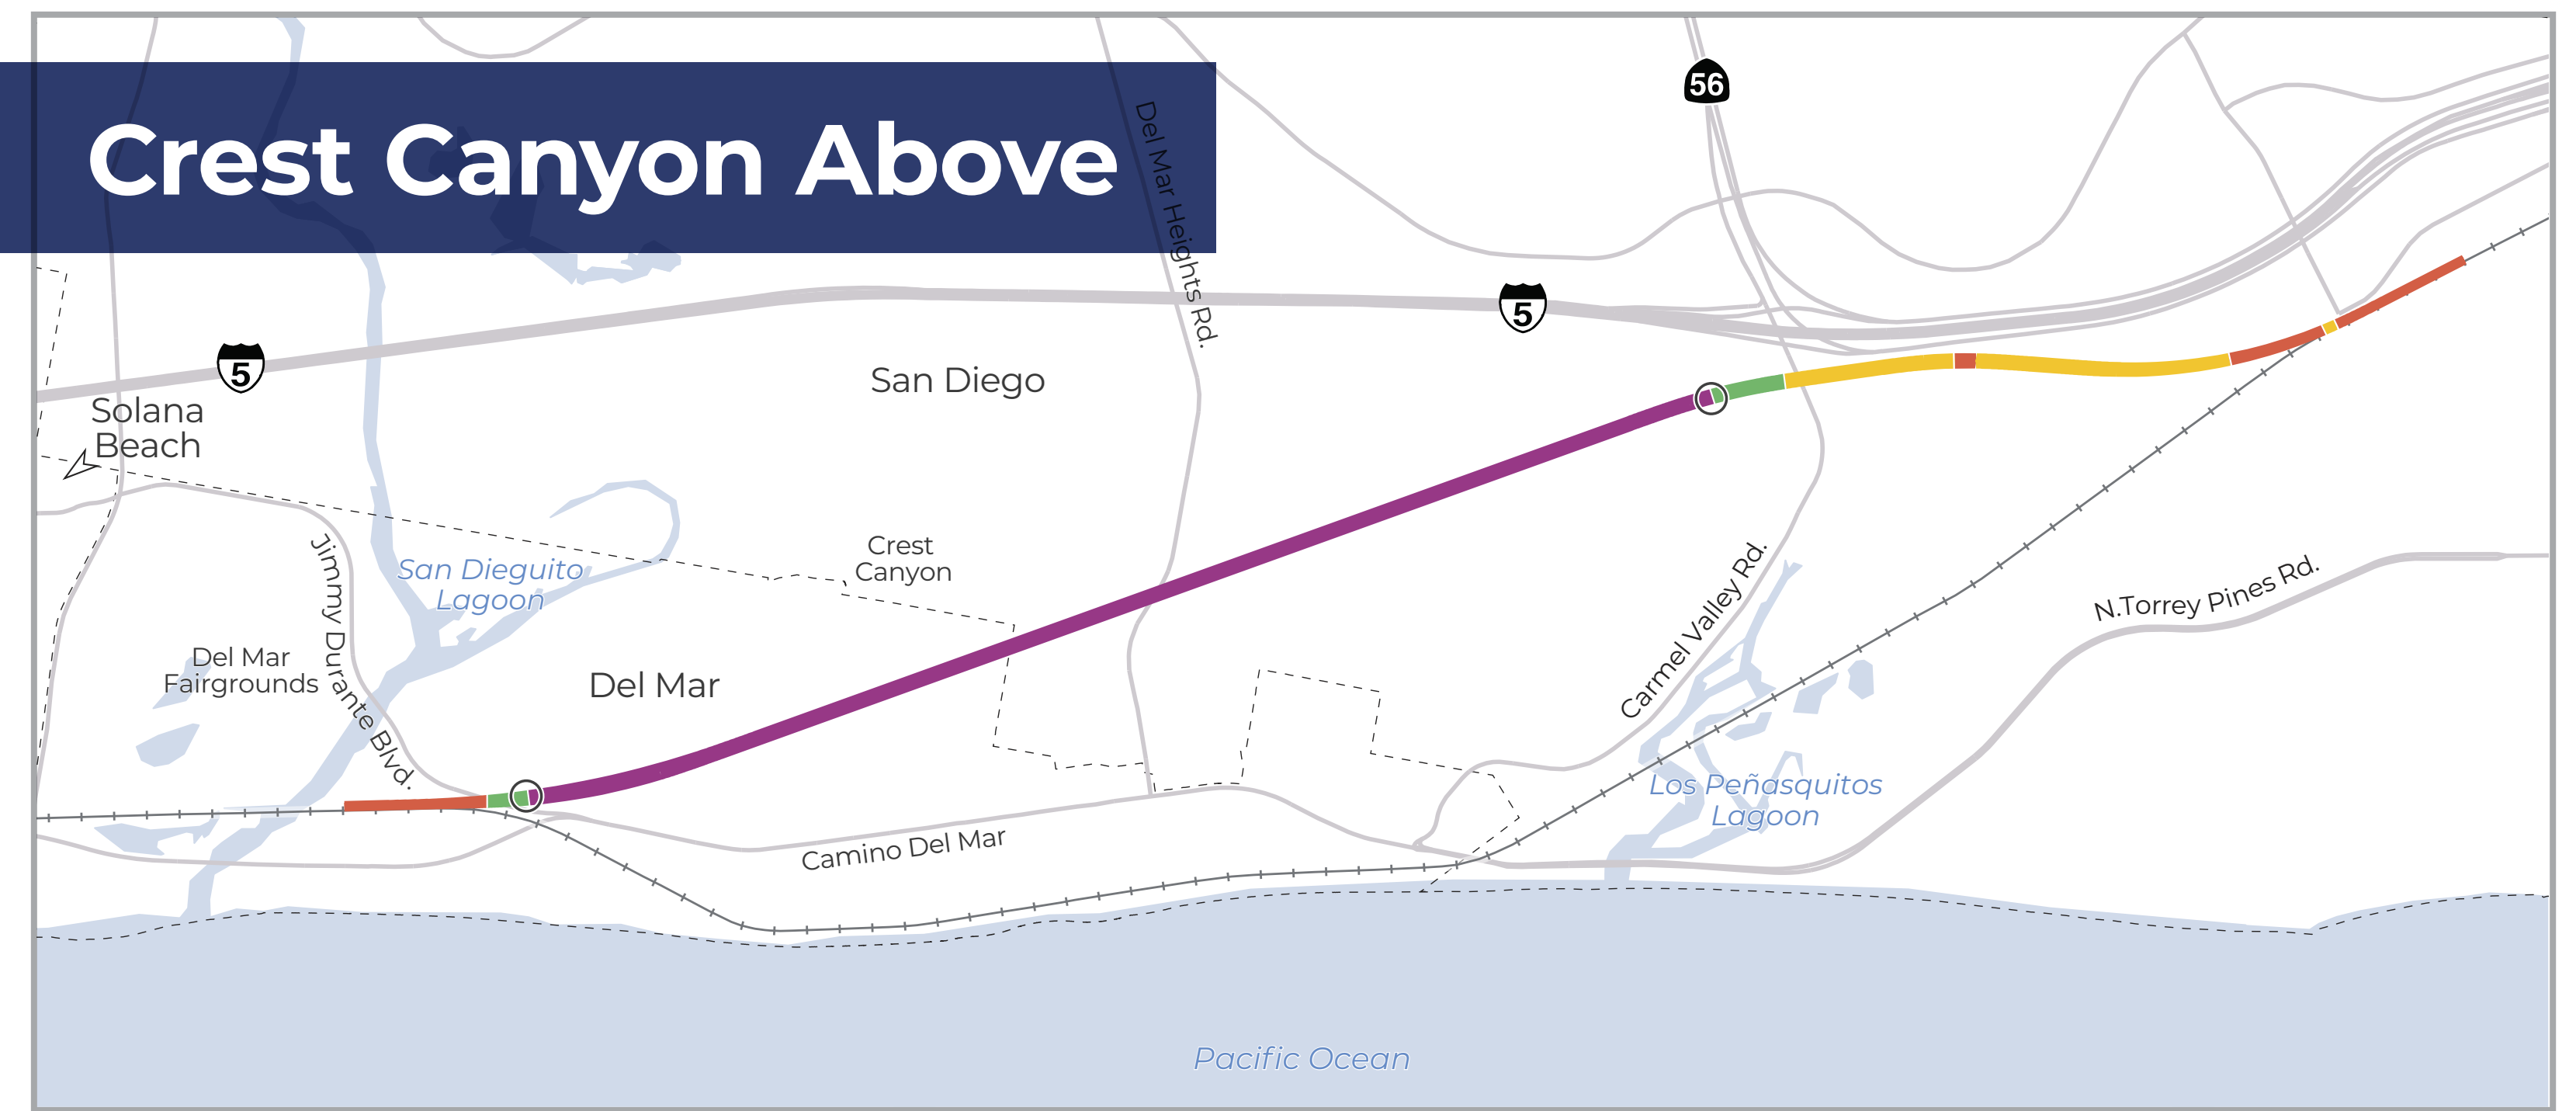 Crest Canyon Above
Del Mar Heights Rd.
56
5
5
San Diego
Solana
Beach
Jimmy Durante Blvd.
San Dieguito
Lagoon
Crest
Canyon
Del Mar
Fairgrounds
Del Mar
Carmel Valley Rd.
N.Torrey Pines Rd.
Los Peñasquitos
Lagoon
Camino Del Mar
Pacific Ocean